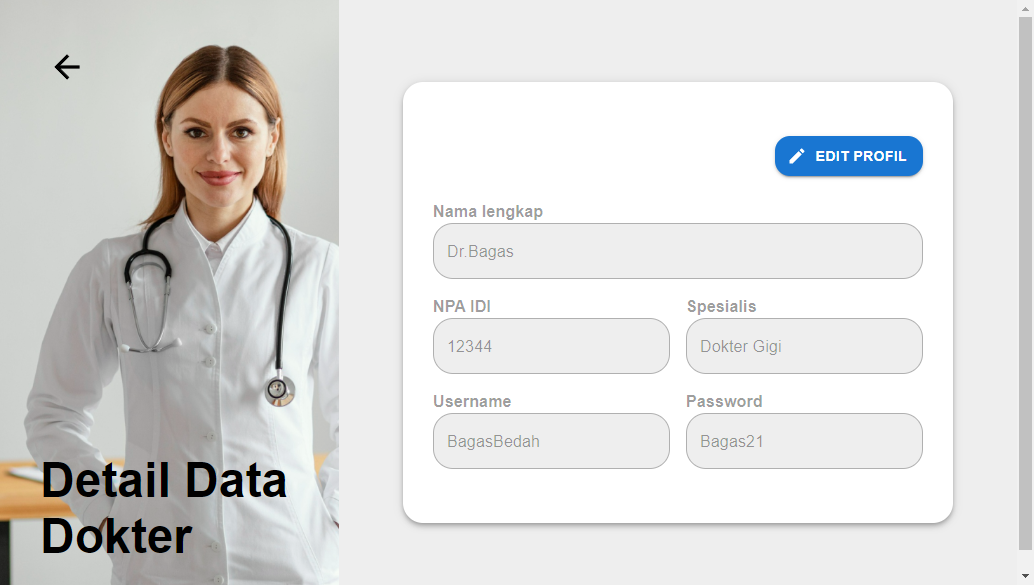 Detail Data
Dokter
EDIT PROFIL
Nama lengkap
Dr.Bagas
NPA IDI
Spesialis
12344
Dokter Gigi
Username
Password
BagasBedah
Bagas21